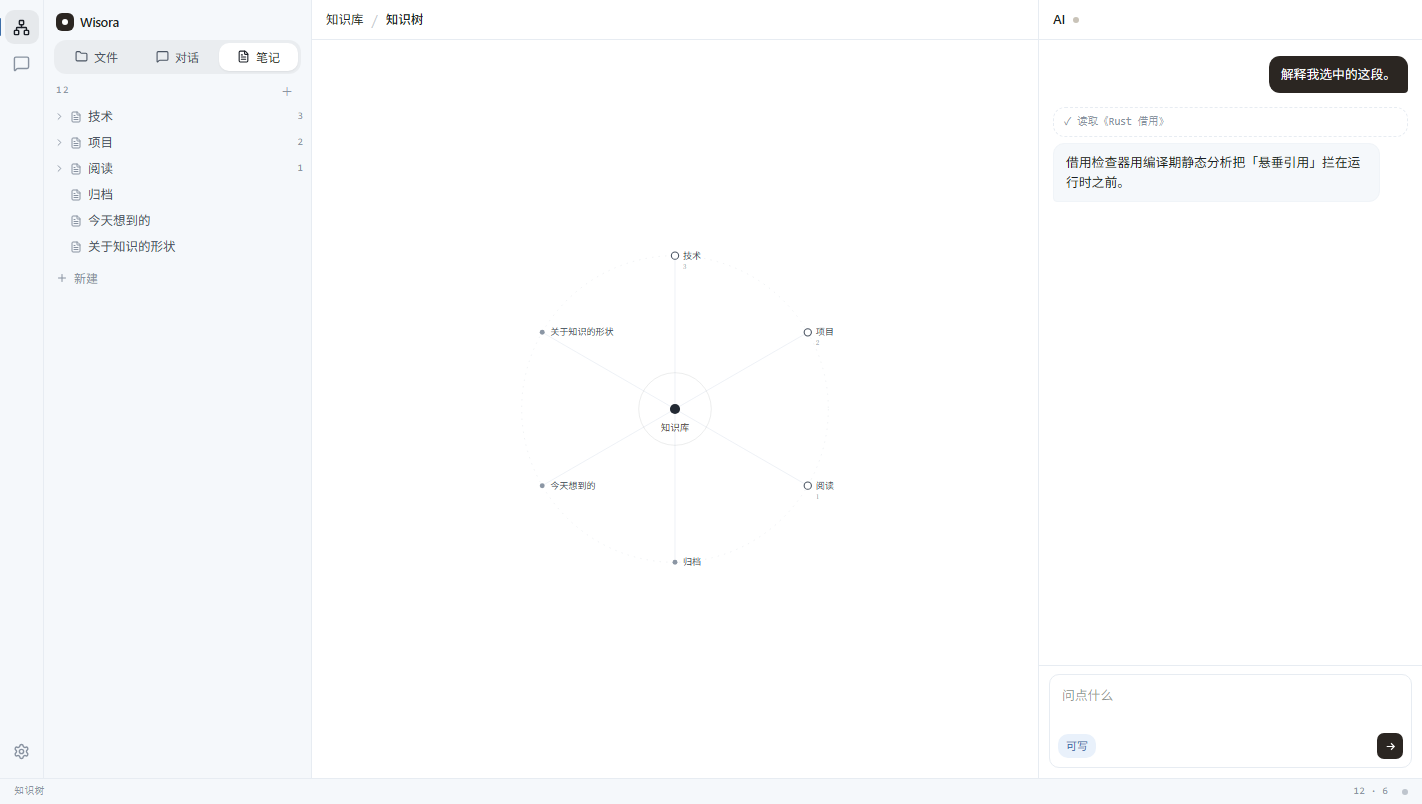 Wisora
文件
对话
笔记
12
技术
3
项目
2
阅读
1
归档
今天想到的
关于知识的形状
新建
知识库 / 知识树
技术
3
关于知识的形状
项目
2
知识库
今天想到的
阅读
1
归档
AI
解释我选中的这段。
✓ 读取《Rust 借用》
借用检查器用编译期静态分析把「悬垂引用」拦在运
行时之前。
问点什么
可写
知识树
12 · 6